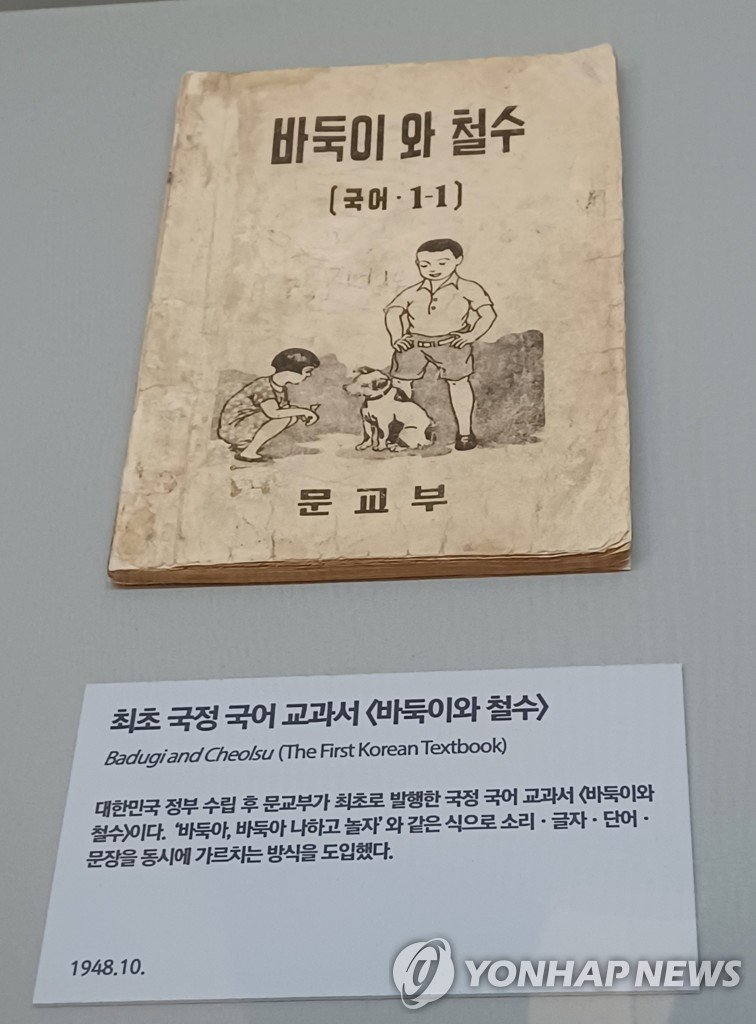 바둑이 와 철수
(국어 · 1-1)
문교부
최초 국정 국어 교과서 〈바둑이와 철수〉
Badugi and Cheolsu (The First Korean Textbook)
대한민국 정부 수립 후 문교부가 최초로 발행한 국정 국어 교과서 〈바둑이와
철수〉이다. ‘바둑아, 바둑아 나하고 놀자’와 같은 식으로 소리 · 글자 · 단어 ·
문장을 동시에 가르치는 방식을 도입했다.
1948.10.
YONHAP NEWS